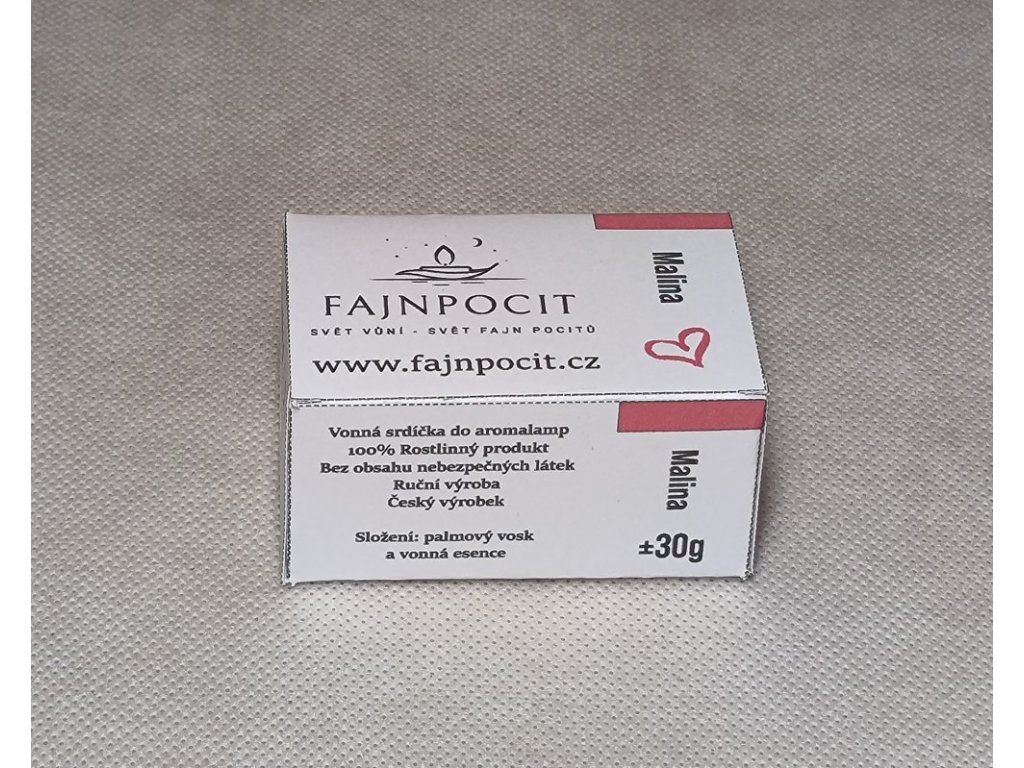 FAJNPOCIT
SVĚT VŮNÍ - SVĚT FAJN POCITŮ
www.fajnpocit.cz
Malina
Vonná srdíčka do aromalamp
100% Rostlinný produkt
Bez obsahu nebezpečných látek
Ruční výroba
Český výrobek
Složení: palmový vosk
a vonná esence
Malina
±30g